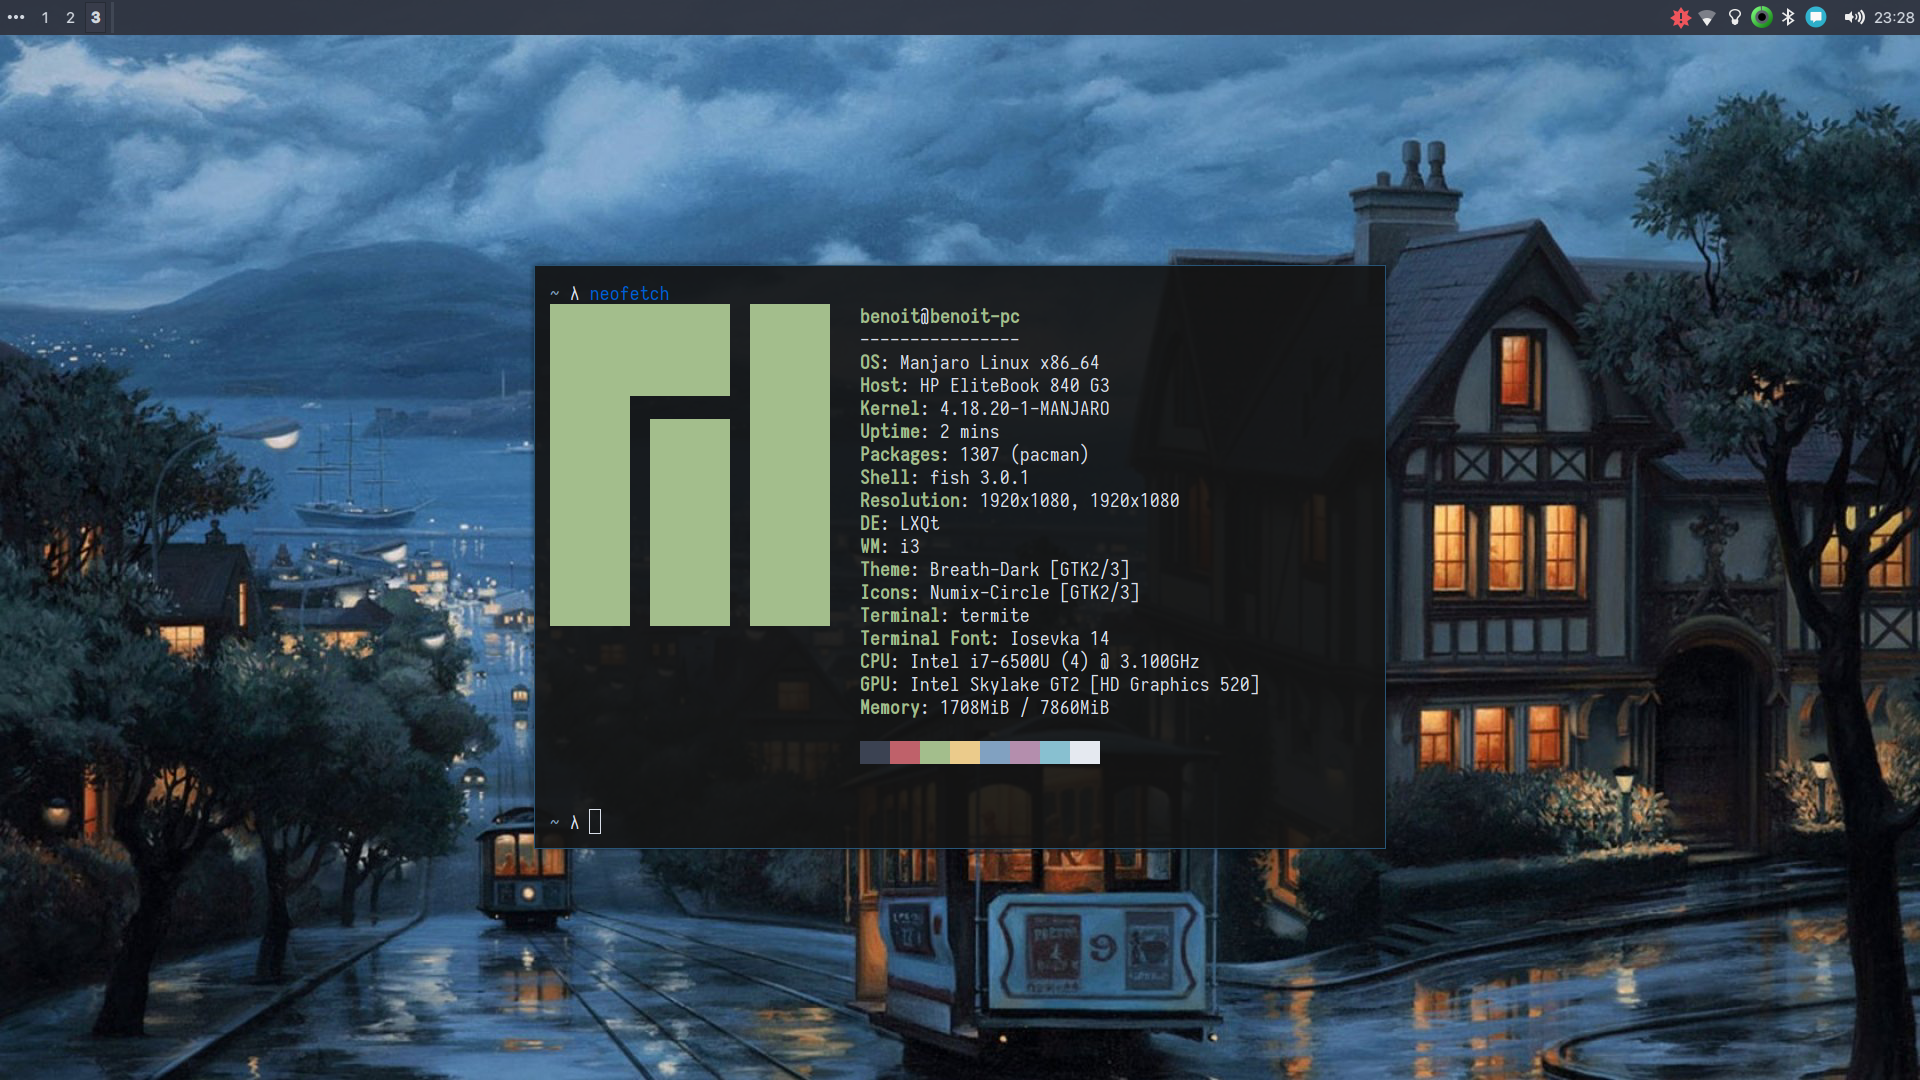 ••• 1 2 3
23:28
~ λ neofetch
benoit@benoit-pc
----------------
OS: Manjaro Linux x86_64
Host: HP EliteBook 840 G3
Kernel: 4.18.20-1-MANJARO
Uptime: 2 mins
Packages: 1307 (pacman)
Shell: fish 3.0.1
Resolution: 1920x1080, 1920x1080
DE: LXQt
WM: i3
Theme: Breath-Dark [GTK2/3]
Icons: Numix-Circle [GTK2/3]
Terminal: termite
Terminal Font: Iosevka 14
CPU: Intel i7-6500U (4) @ 3.100GHz
GPU: Intel Skylake GT2 [HD Graphics 520]
Memory: 1708MiB / 7860MiB
~ λ
9